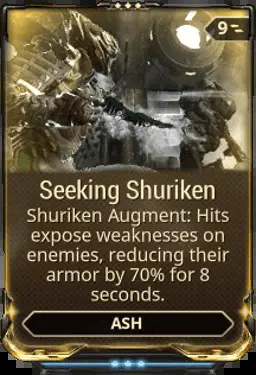 9
Seeking Shuriken
Shuriken Augment: Hits
expose weaknesses on
enemies, reducing their
armor by 70% for 8
seconds.
ASH